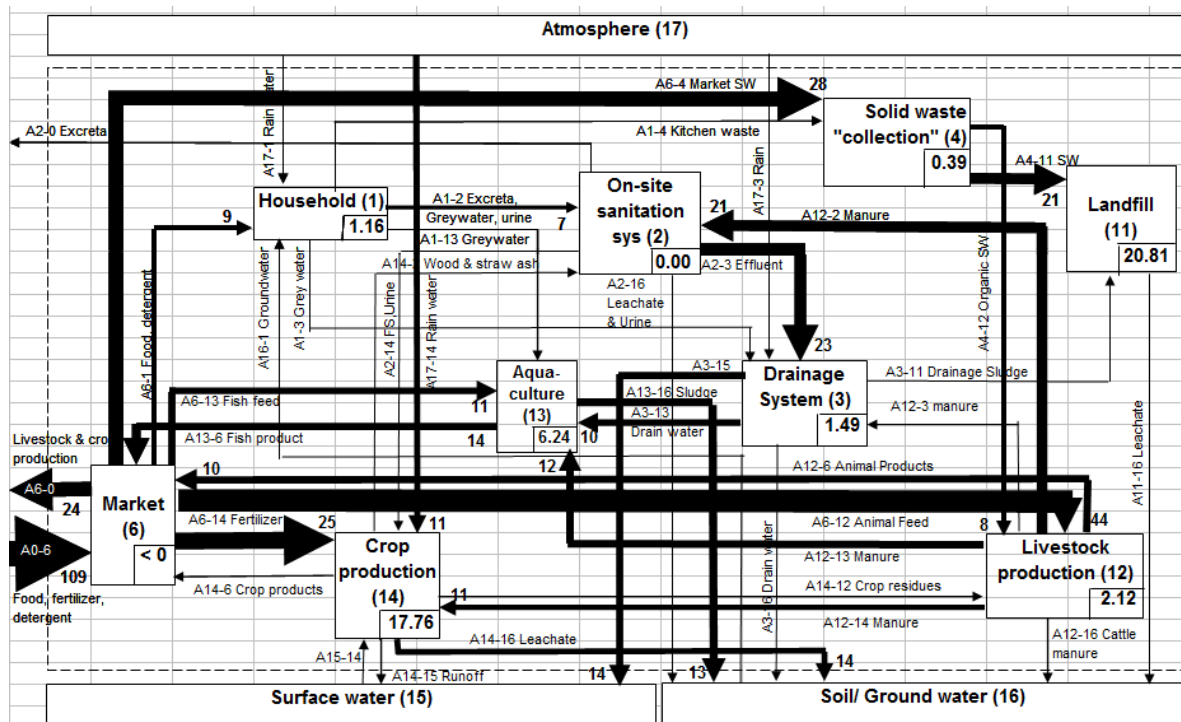 Atmosphere (17)
A6-4 Market SW
28
Solid waste
"collection" (4)
0.39
A2-0 Excreta
A17-1 Rain water
A1-4 Kitchen waste
A17-3 Rain
A4-11 SW
21
Landfill
(11)
20.81
Household (1)
1.16
9
A1-2 Excreta,
Greywater, urine
7
A1-13 Greywater
On-site
sanitation
sys (2)
0.00
21
A12-2 Manure
A2-3 Effluent
Wood & straw ash
A2-16
Leachate
& Urine
A6-1 Food, detergent
A16-1 Groundwater
A1-3 Grey water
A2-14 FS,Urine
A17-14 Rain water
A4-12 Organic SW
23
Aqua-
culture
(13)
6.24
A3-15
A13-16 Sludge
A3-13
Drain water
10
Drainage
System (3)
1.49
A3-11 Drainage Sludge
A12-3 manure
A11-16 Leachate
A6-13 Fish feed
11
A13-6 Fish product
14
12
Livestock & crop
production
A6-0
24
10
A12-6 Animal Products
Market
(6)
< 0
A6-14 Fertilizer
25
11
A6-12 Animal Feed
8
44
A0-6
109
Food, fertilizer,
detergent
Crop
production
(14)
17.76
A12-13 Manure
Livestock
production (12)
2.12
A14-6 Crop products
11
A14-12 Crop residues
A12-14 Manure
A3-16 Drain water
A14-16 Leachate
14
A12-16 Cattle
manure
A15-14
A14-15 Runoff
14
13
Surface water (15)
Soil/ Ground water (16)